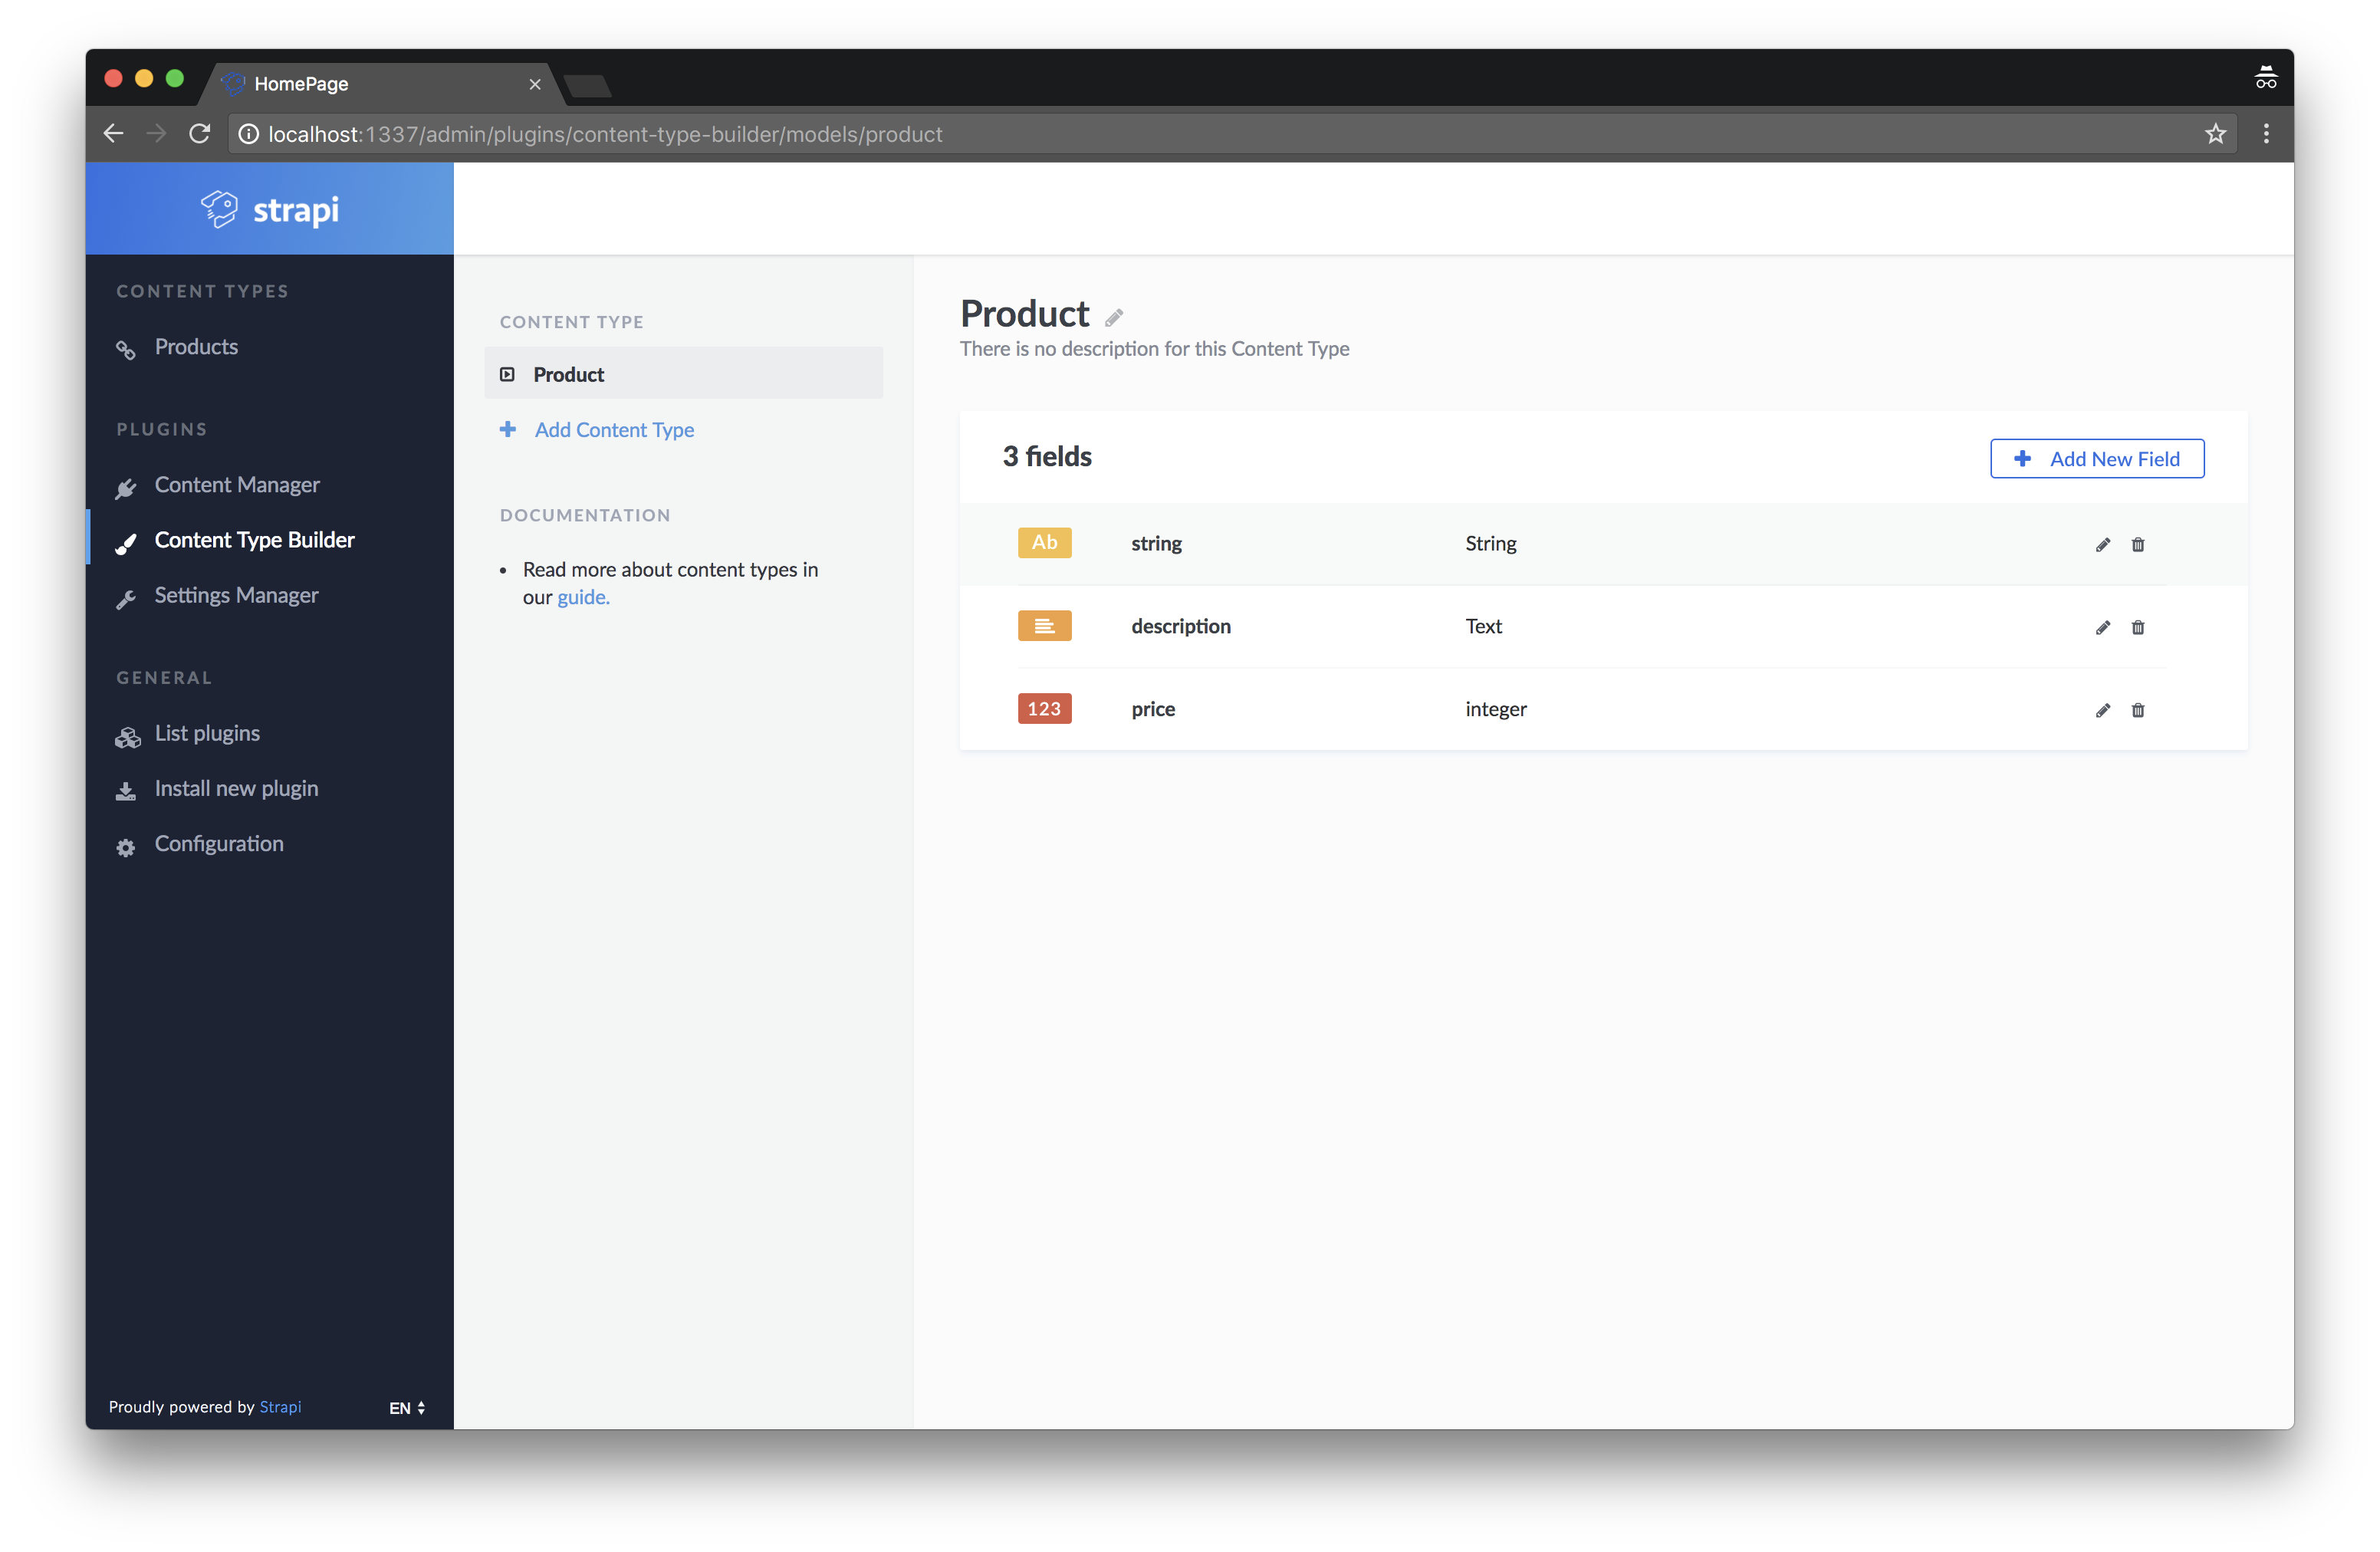 HomePage
localhost:1337/admin/plugins/content-type-builder/models/product
strapi
CONTENT TYPES
Products
PLUGINS
Content Manager
Content Type Builder
Settings Manager
GENERAL
List plugins
Install new plugin
Configuration
Proudly powered by Strapi
EN
CONTENT TYPE
Product
Add Content Type
DOCUMENTATION
Read more about content types in
our guide.
Product
There is no description for this Content Type
3 fields
Add New Field
Ab string String
description Text
123 price integer